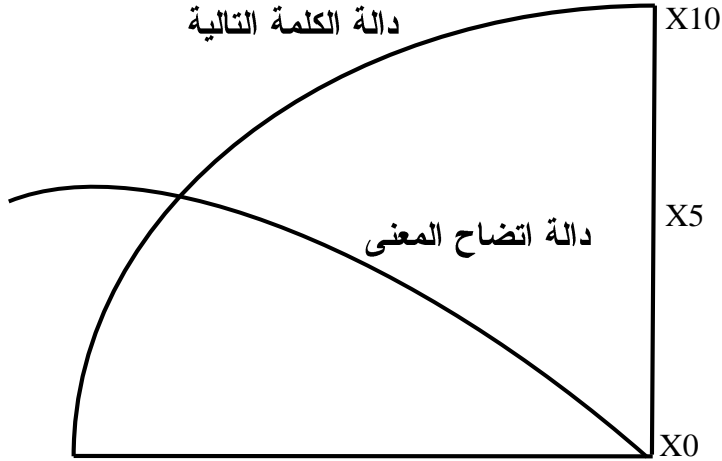 دالة الكلمة التالية
X10
X5
دالة اتضاح المعنى
X0